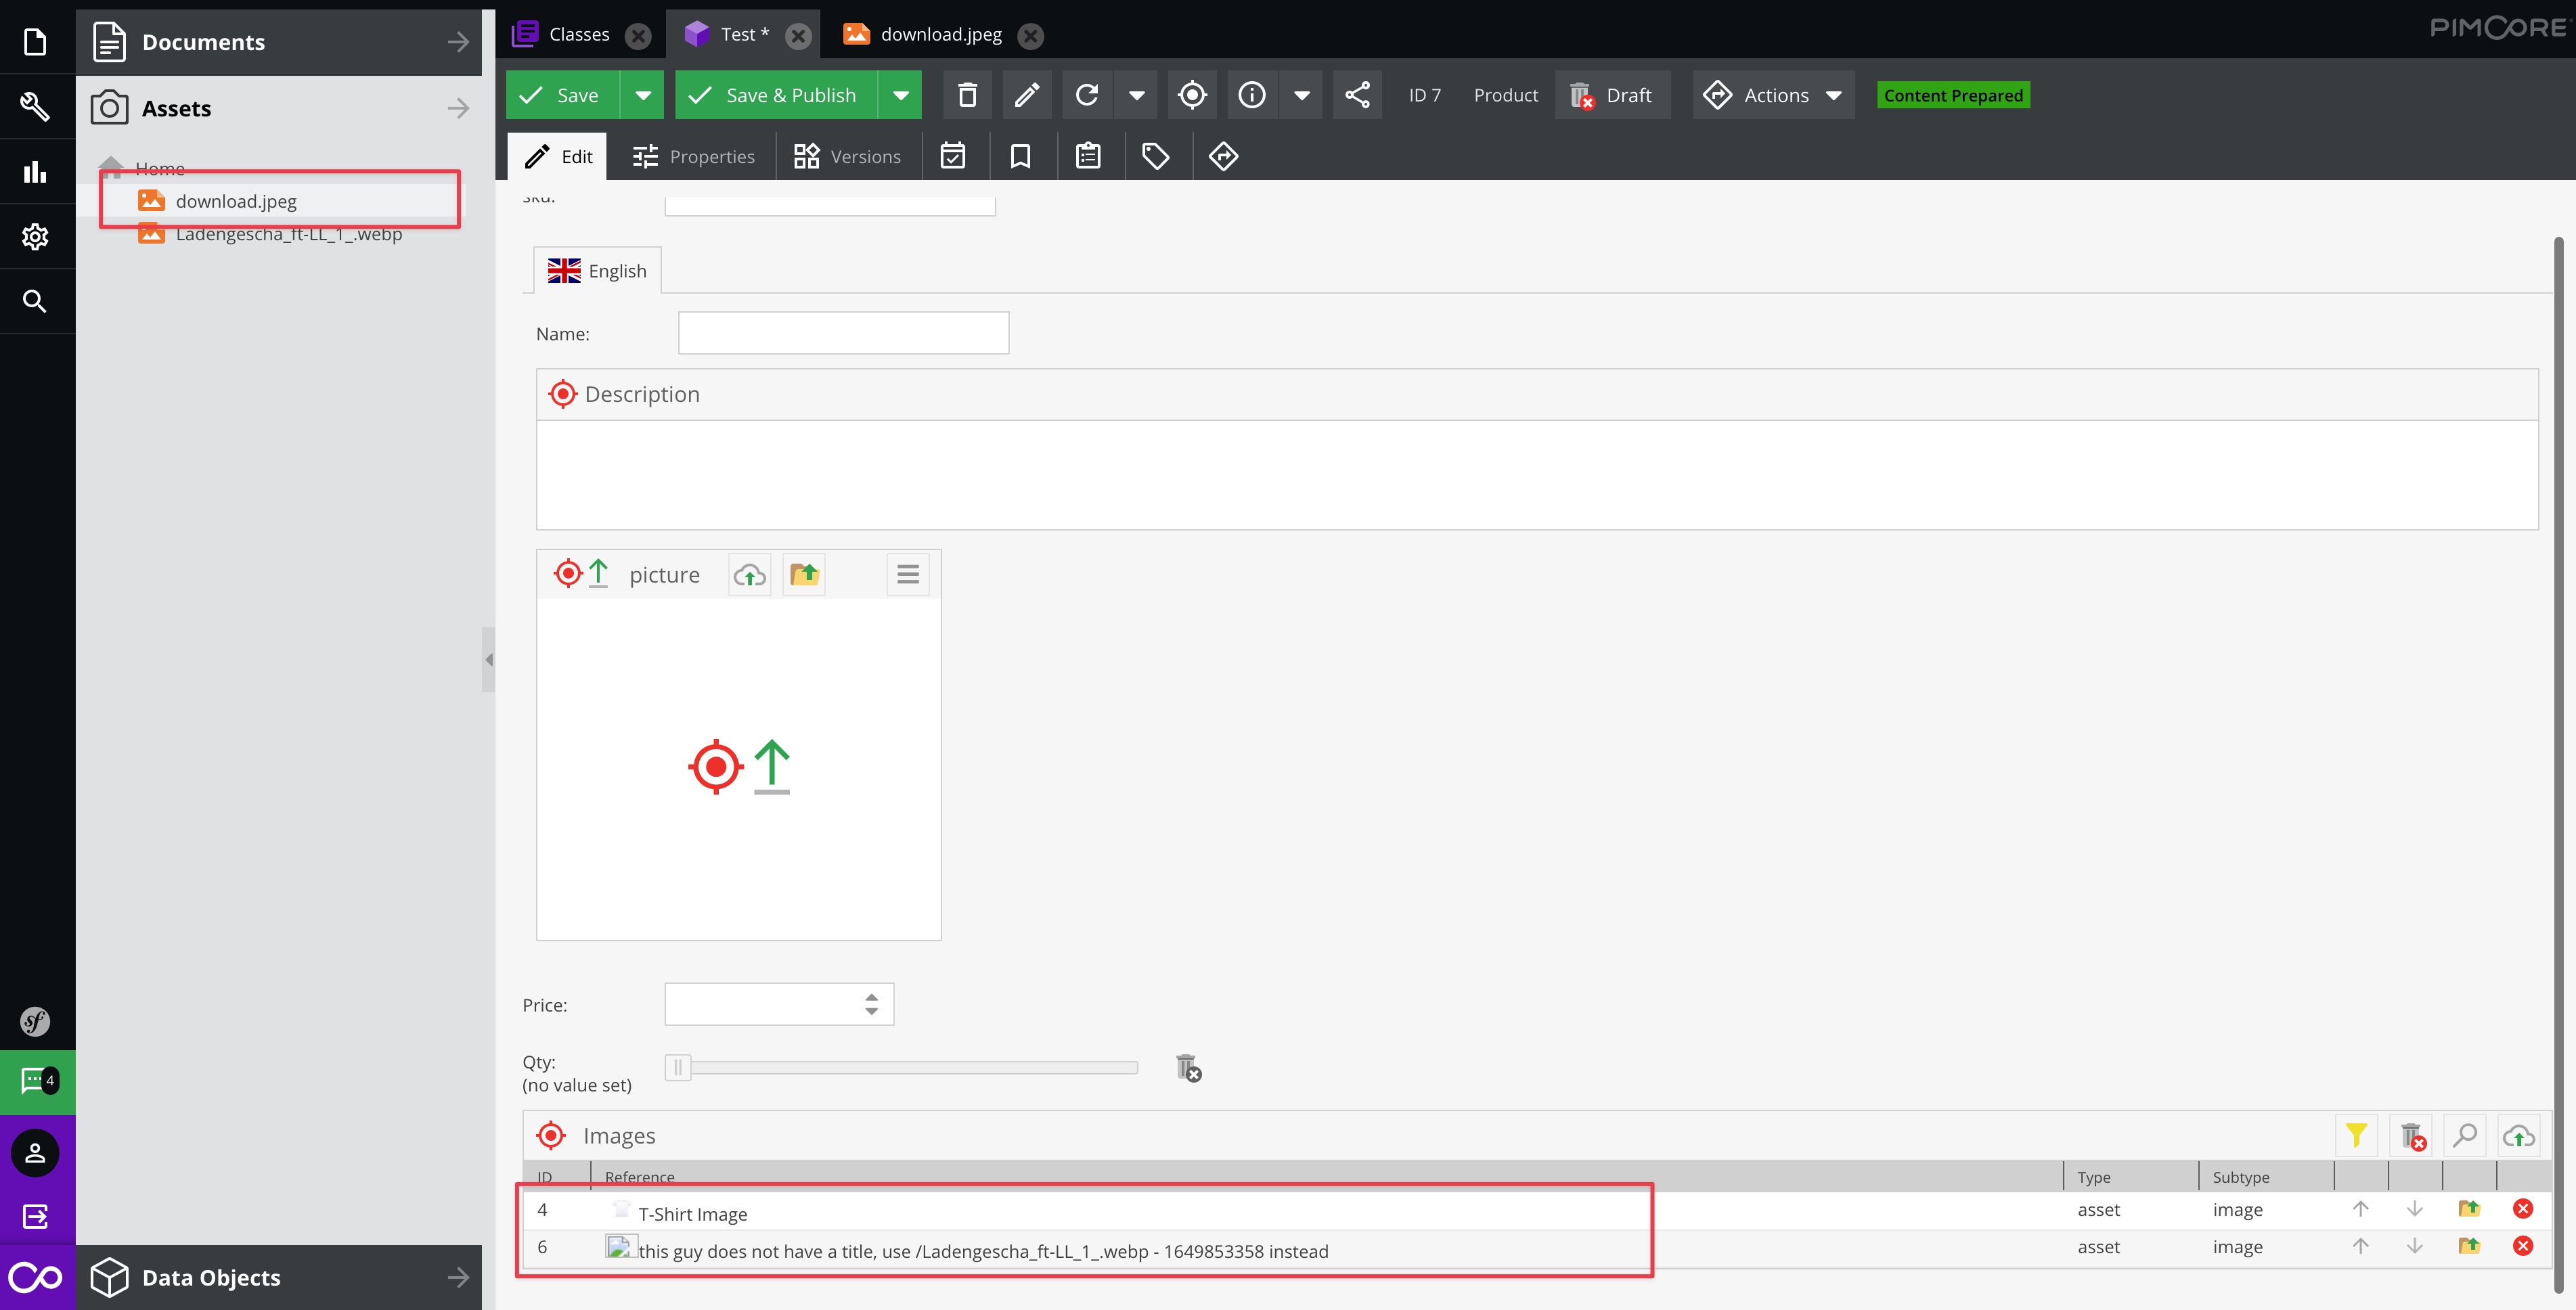 Documents
Assets
Home
download.jpeg
Ladengescha_ft-LL_1_.webp
4
Data Objects
Classes
Test *
download.jpeg
PIMCORE
Save
Save & Publish
ID 7
Product
Draft
Actions
Content Prepared
Edit
Properties
Versions
sku:
English
Name:
Description
picture
Price:
Qty:
(no value set)
Images
ID Reference Type Subtype
4 T-Shirt Image asset image
6 this guy does not have a title, use /Ladengescha_ft-LL_1_.webp - 1649853358 instead asset image